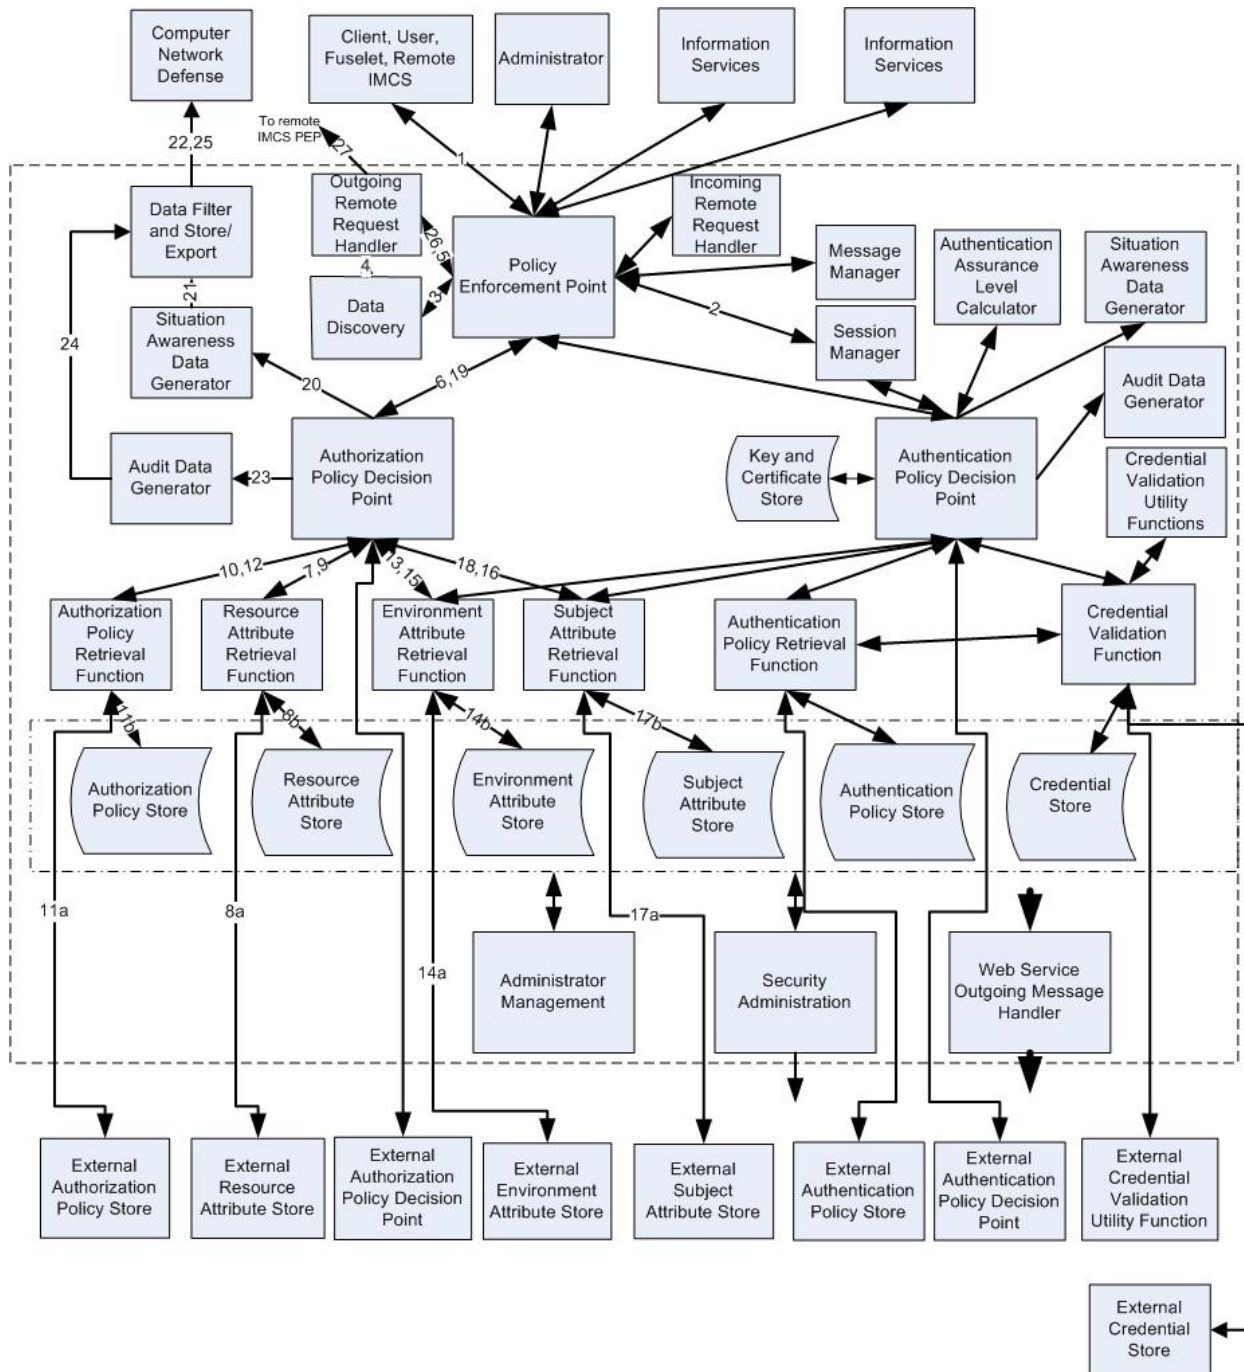 Computer
Network
Defense
Client, User,
Fuselet, Remote
IMCS
Administrator
Information
Services
Information
Services
To remote
IMCS PEP
22,25
27
1
Data Filter
and Store/
Export
Outgoing
Remote
Request
Handler
26,5
Policy
Enforcement Point
Incoming
Remote
Request
Handler
Message
Manager
Authentication
Assurance
Level
Calculator
Situation
Awareness
Data
Generator
4,
21
3
Data
Discovery
2
Session
Manager
24
Situation
Awareness
Data
Generator
20
6,19
Audit Data
Generator
Audit Data
Generator
23
Authorization
Policy Decision
Point
Key and
Certificate
Store
Authentication
Policy Decision
Point
Credential
Validation
Utility
Functions
10,12
7,9
13,15
18,16
Authorization
Policy
Retrieval
Function
Resource
Attribute
Retrieval
Function
Environment
Attribute
Retrieval
Function
Subject
Attribute
Retrieval
Function
Authentication
Policy Retrieval
Function
Credential
Validation
Function
11b
8b
14b
17b
Authorization
Policy Store
Resource
Attribute
Store
Environment
Attribute
Store
Subject
Attribute
Store
Authentication
Policy Store
Credential
Store
11a
8a
14a
17a
Administrator
Management
Security
Administration
Web Service
Outgoing Message
Handler
External
Authorization
Policy Store
External
Resource
Attribute Store
External
Authorization
Policy Decision
Point
External
Environment
Attribute Store
External
Subject
Attribute Store
External
Authentication
Policy Store
External
Authentication
Policy Decision
Point
External
Credential
Validation
Utility Function
External
Credential
Store